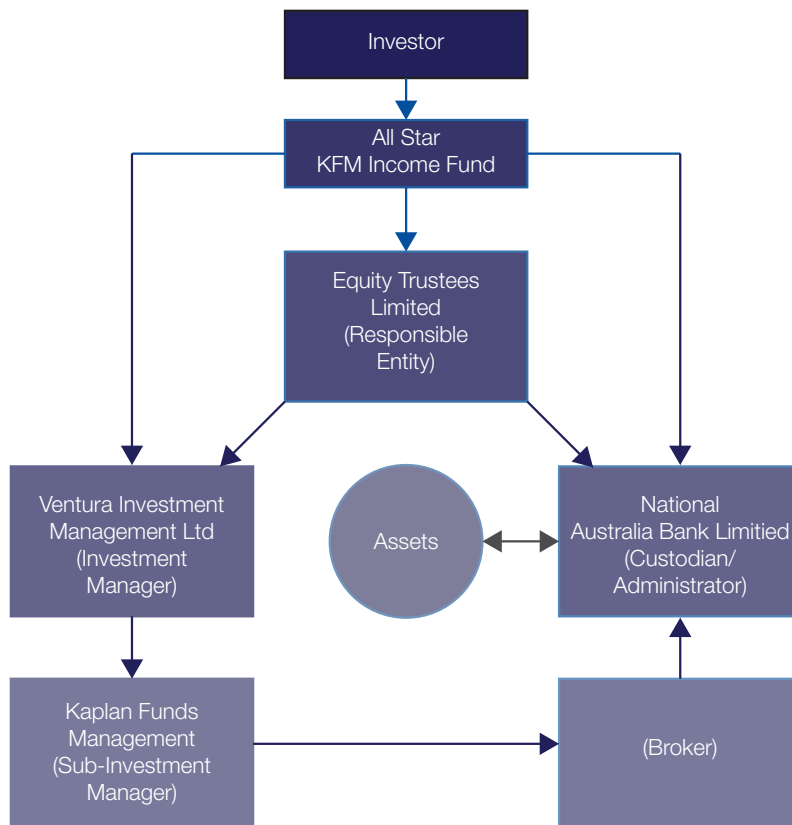 Investor
All Star
KFM Income Fund
Equity Trustees
Limited
(Responsible
Entity)
Ventura Investment
Management Ltd
(Investment
Manager)
Assets
National
Australia Bank Limitied
(Custodian/
Administrator)
Kaplan Funds
Management
(Sub-Investment
Manager)
(Broker)